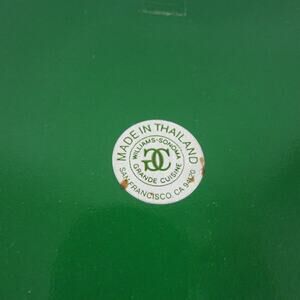 MADE IN THAILAND
WILLIAMS-SONOMA
GC
GRANDE CUISINE
SAN FRANCISCO, CA